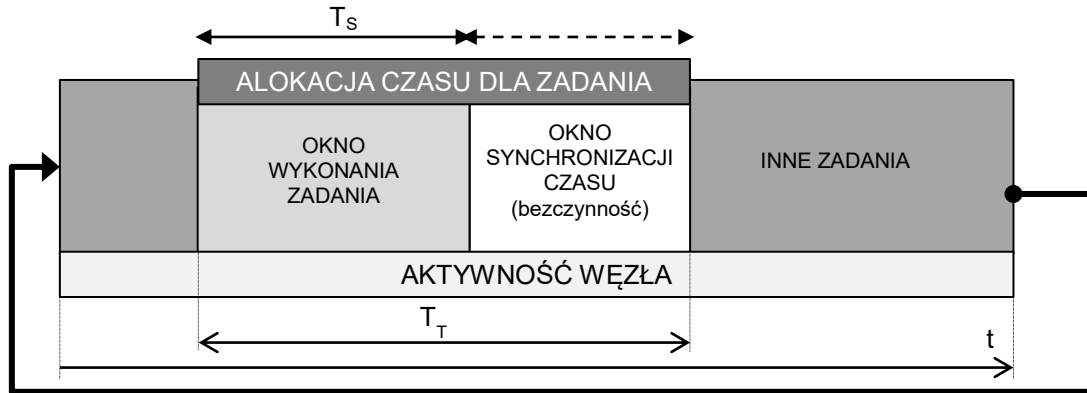 T_S
ALOKACJA CZASU DLA ZADANIA
OKNO
WYKONANIA
ZADANIA
OKNO
SYNCHRONIZACJI
CZASU
(bezczynność)
INNE ZADANIA
AKTYWNOŚĆ WĘZŁA
T_T
t